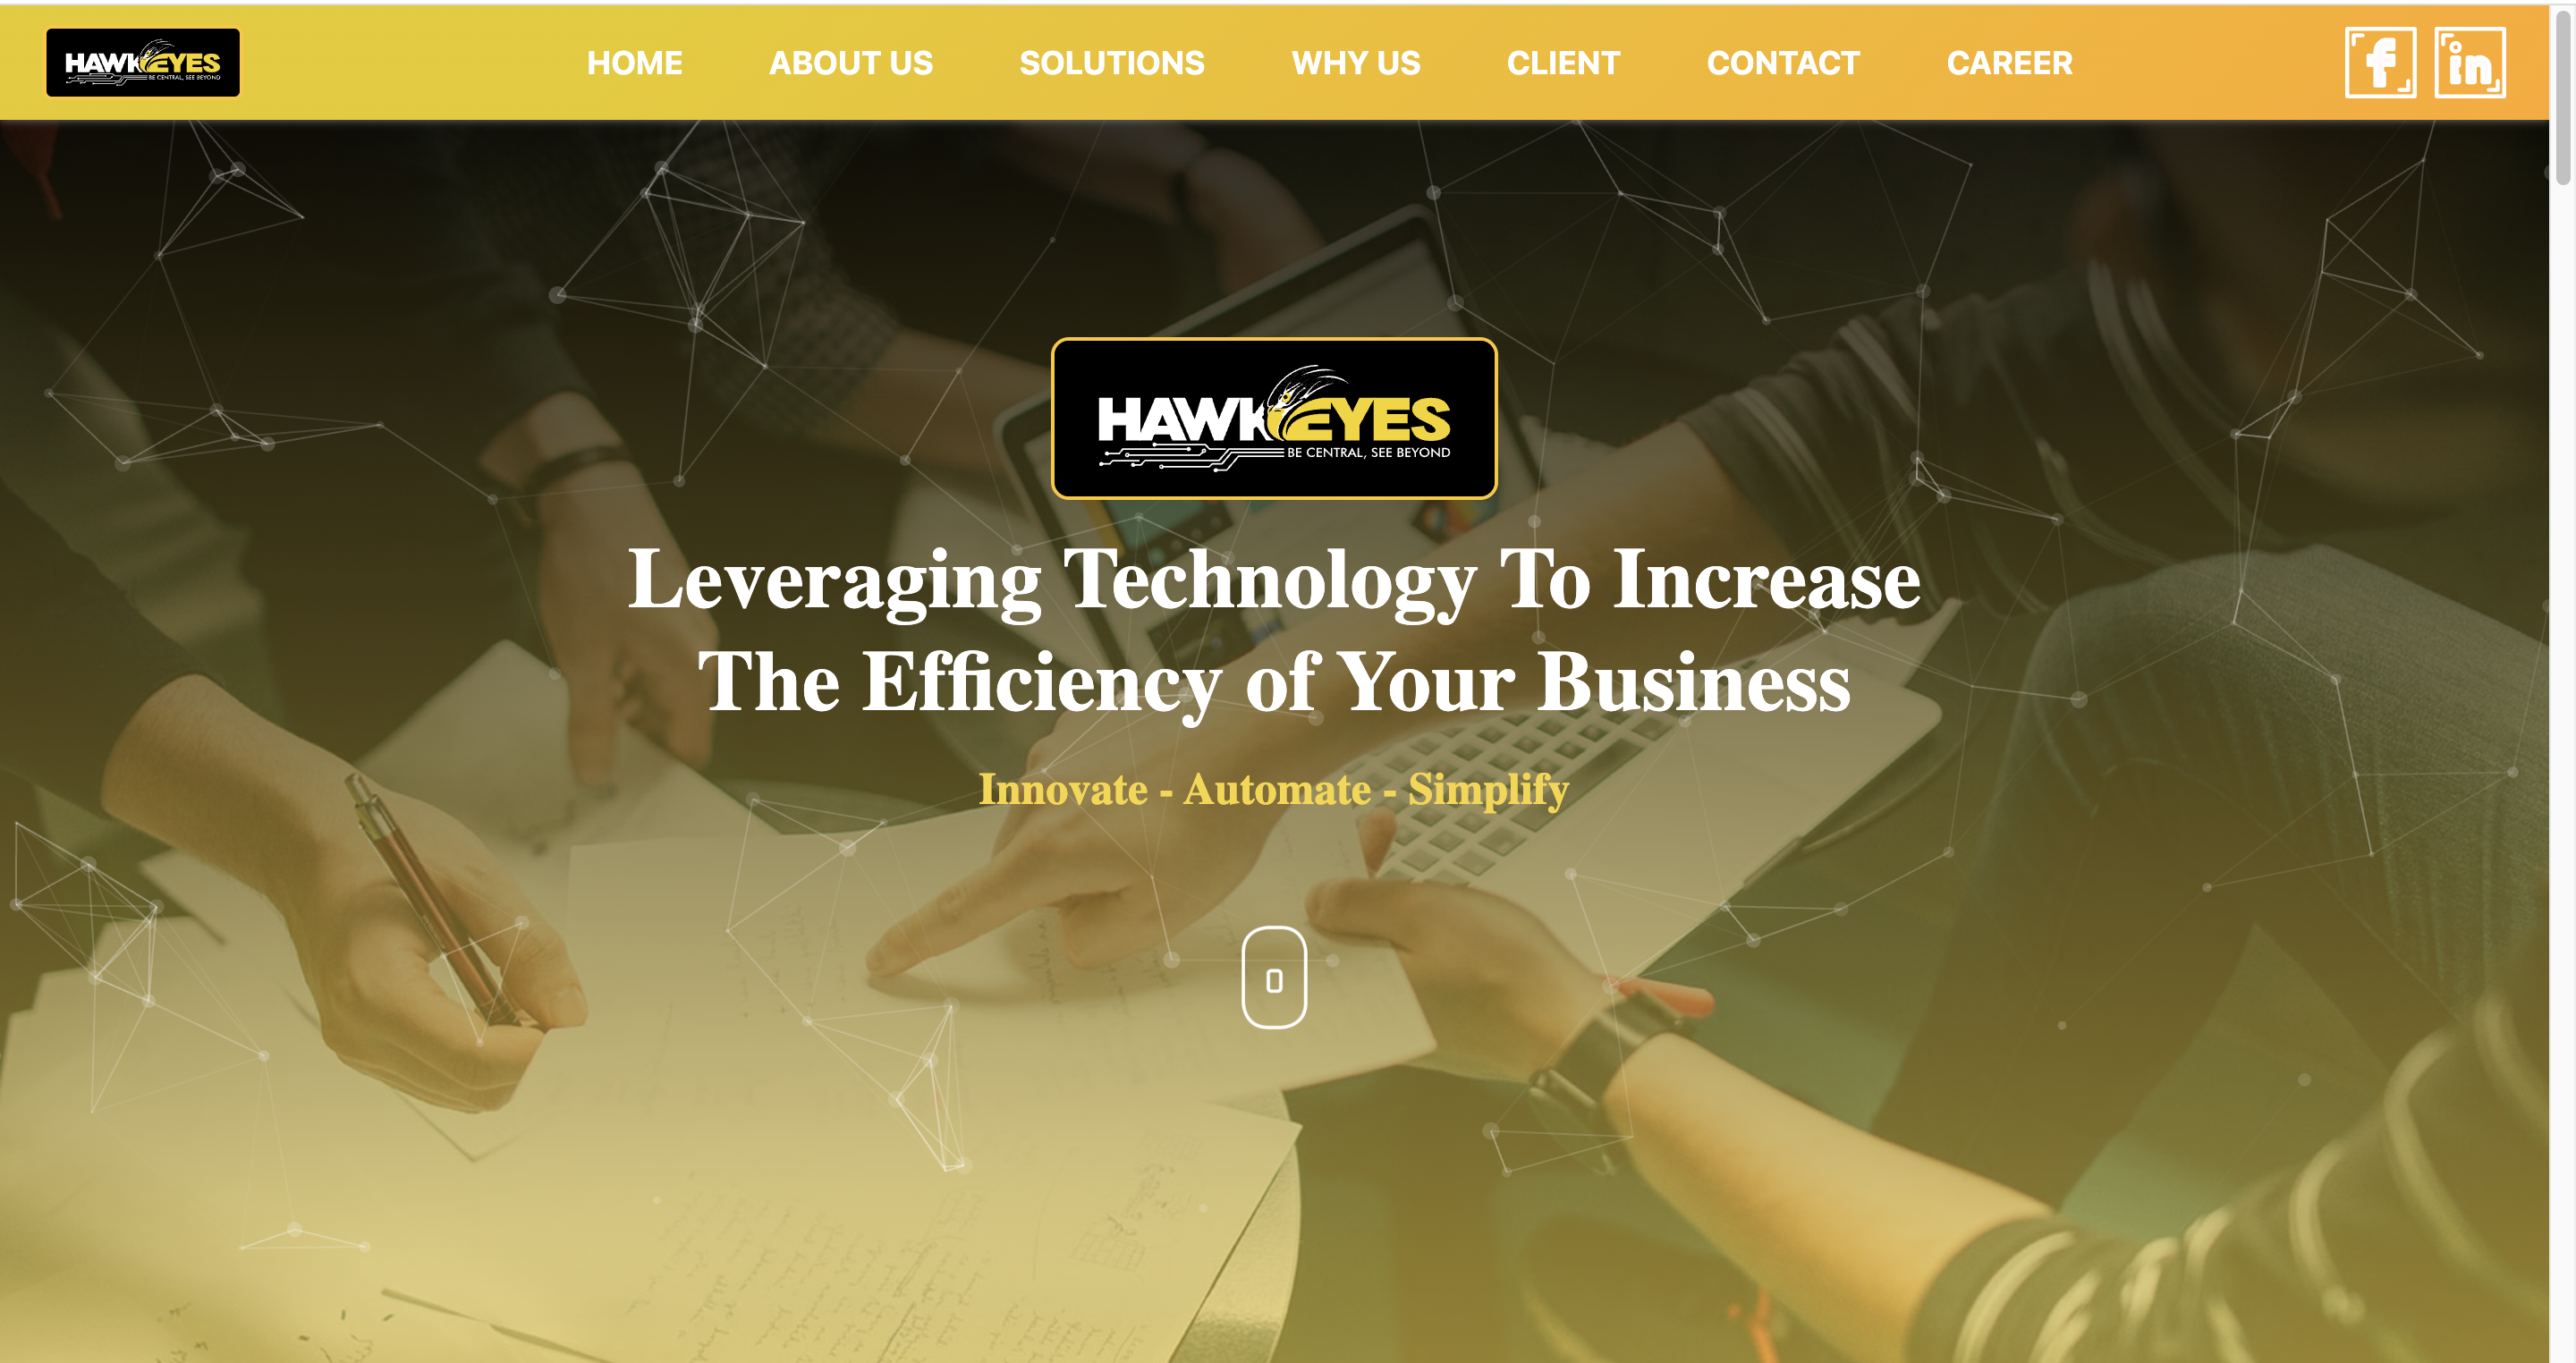 HAWKEYES
BE CENTRAL, SEE BEYOND
HOME
ABOUT US
SOLUTIONS
WHY US
CLIENT
CONTACT
CAREER
f
in
HAWKEYES
BE CENTRAL, SEE BEYOND
Leveraging Technology To Increase
The Efficiency of Your Business
Innovate - Automate - Simplify